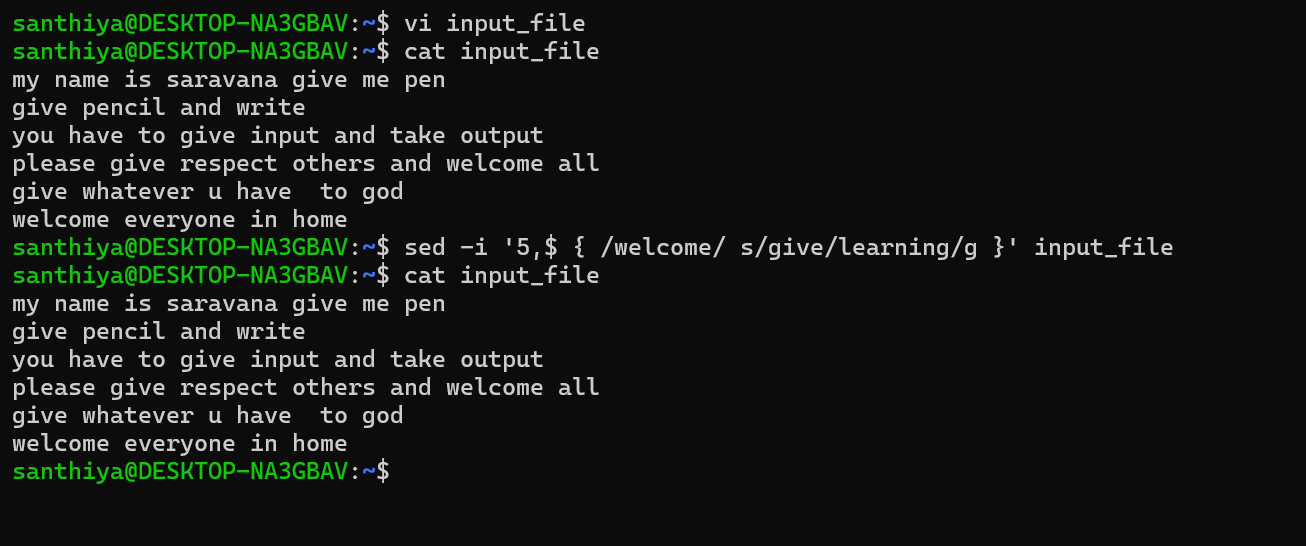 santhiya@DESKTOP-NA3GBAV:~$ vi input_file
santhiya@DESKTOP-NA3GBAV:~$ cat input_file
my name is saravana give me pen
give pencil and write
you have to give input and take output
please give respect others and welcome all
give whatever u have  to god
welcome everyone in home
santhiya@DESKTOP-NA3GBAV:~$ sed -i '5,$ { /welcome/ s/give/learning/g }' input_file
santhiya@DESKTOP-NA3GBAV:~$ cat input_file
my name is saravana give me pen
give pencil and write
you have to give input and take output
please give respect others and welcome all
give whatever u have  to god
welcome everyone in home
santhiya@DESKTOP-NA3GBAV:~$